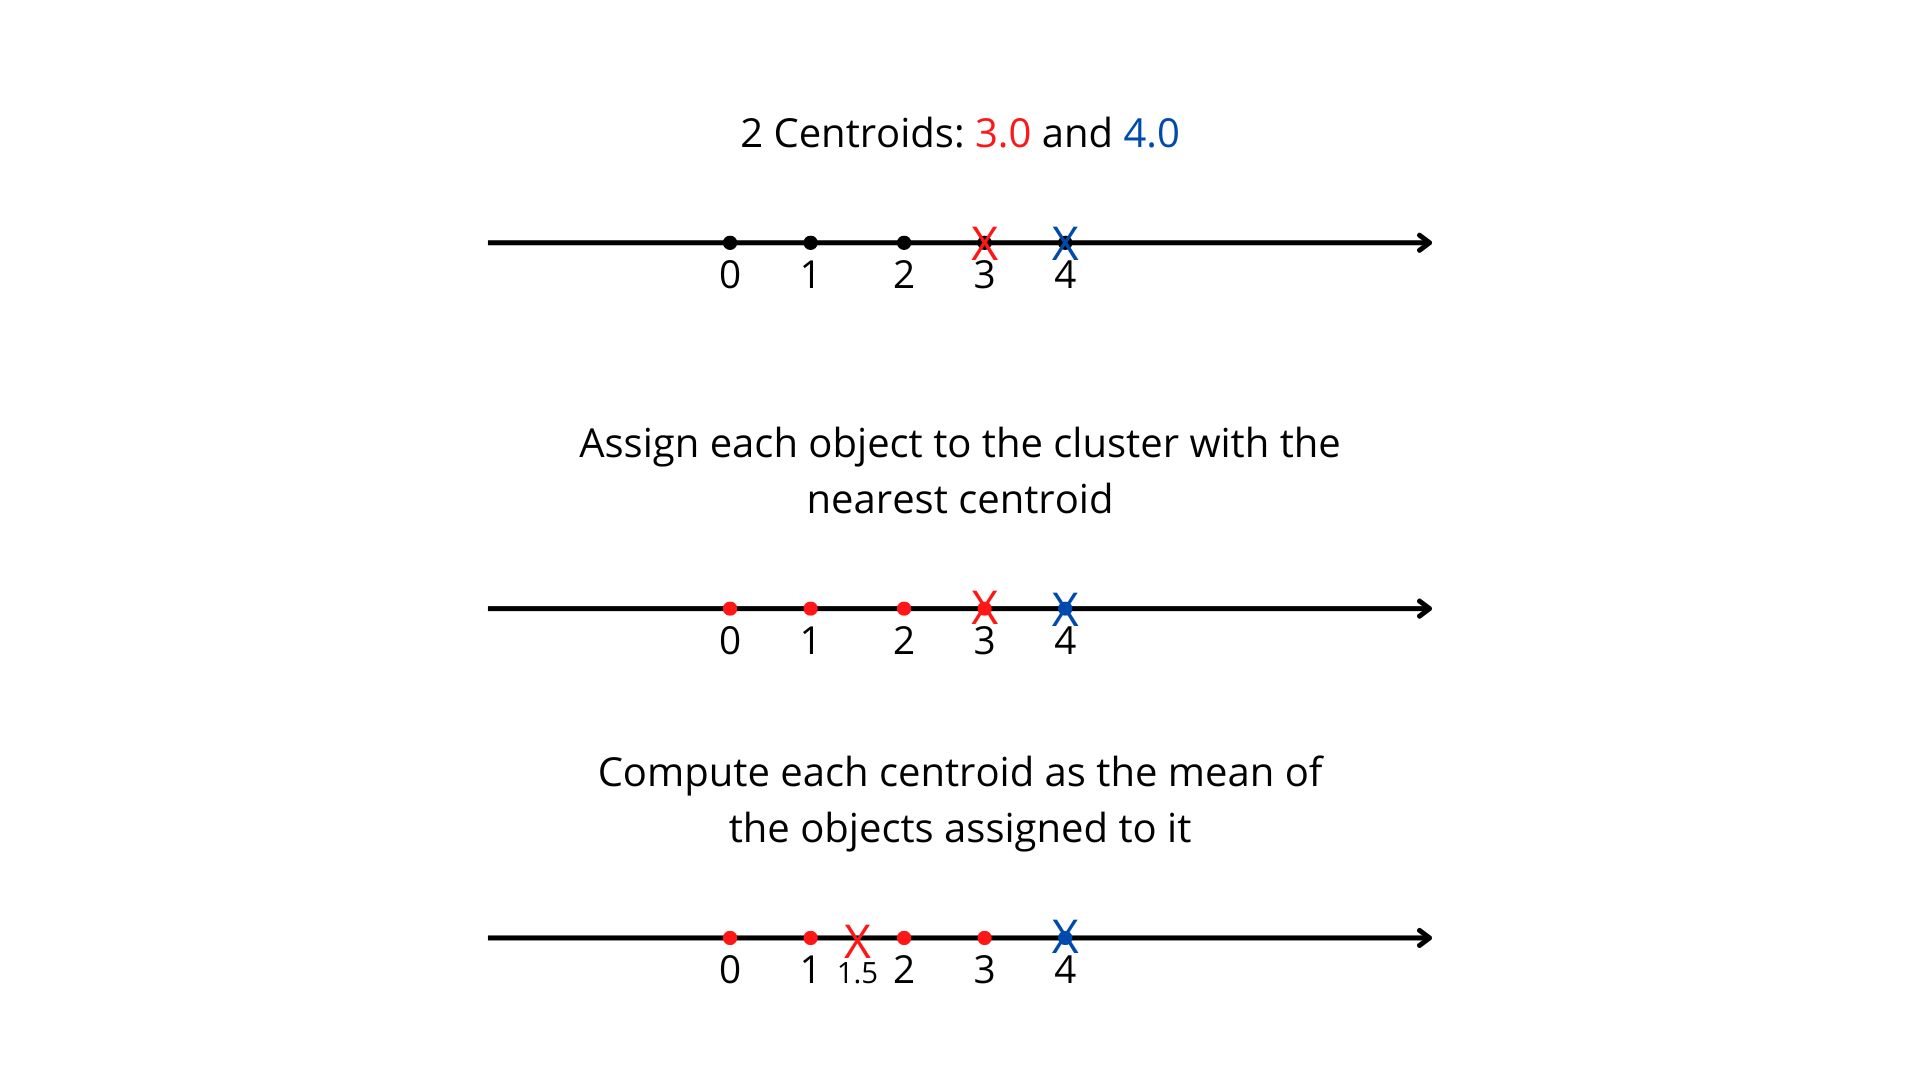 2 Centroids: 3.0 and 4.0
0 1 2 3 4
Assign each object to the cluster with the
nearest centroid
0 1 2 3 4
Compute each centroid as the mean of
the objects assigned to it
0 1 1.5 2 3 4